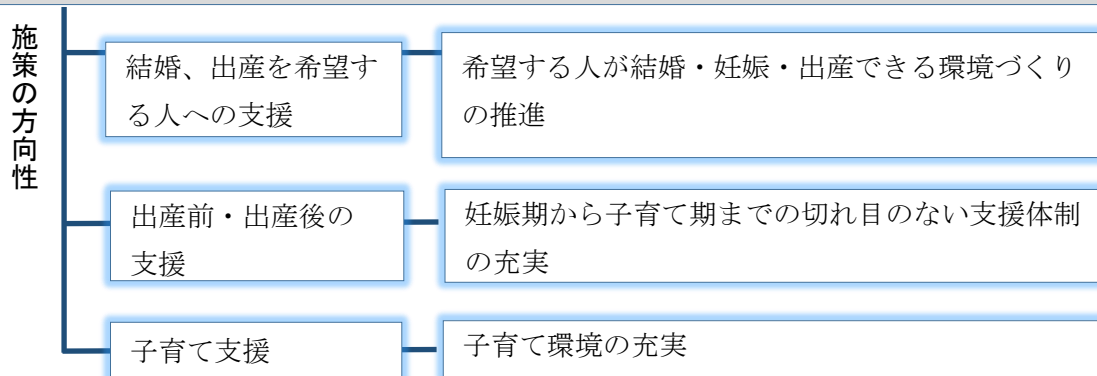 施策の方向性
結婚、出産を希望す
る人への支援
希望する人が結婚・妊娠・出産できる環境づくり
の推進
出産前・出産後の
支援
妊娠期から子育て期までの切れ目のない支援体制
の充実
子育て支援
子育て環境の充実